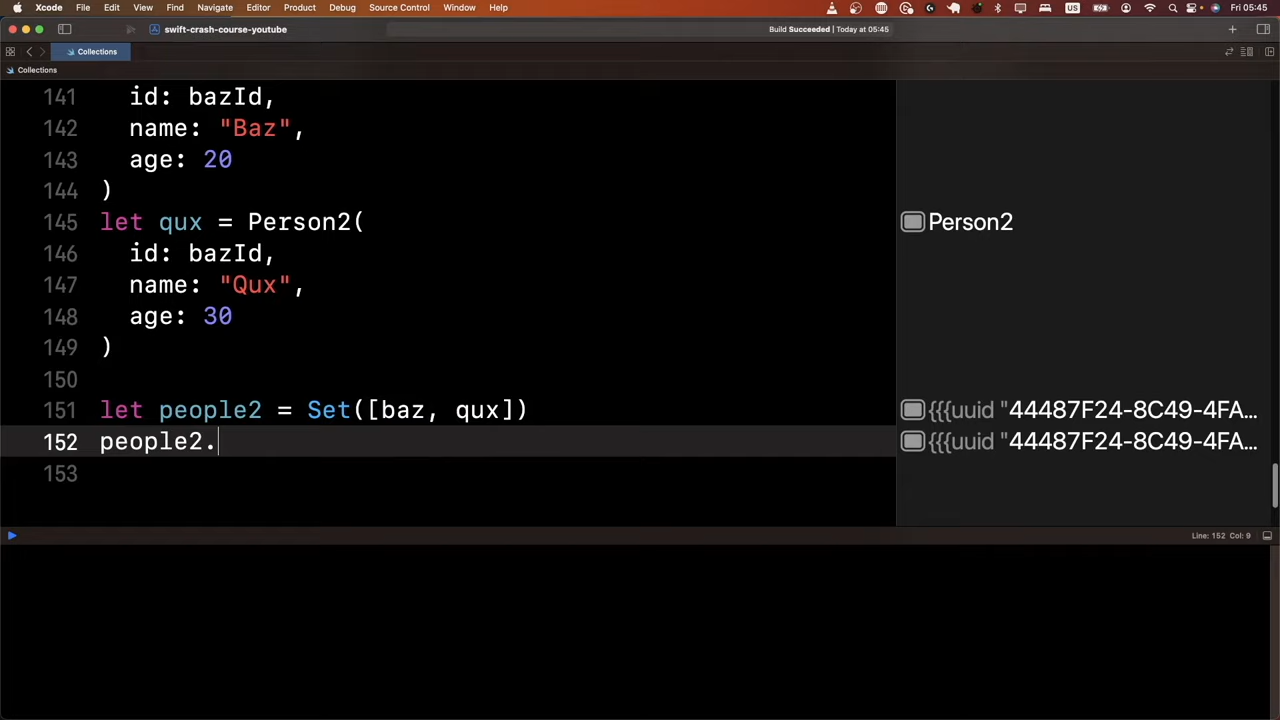 Xcode File Edit View Find Navigate Editor Product Debug Source Control Window Help US Fri 05:45
swift-crash-course-youtube Build Succeeded | Today at 05:45
Collections
Collections
141 id: bazId,
142 name: "Baz",
143 age: 20
144 )
145 let qux = Person2( Person2
146 id: bazId,
147 name: "Qux",
148 age: 30
149 )
150
151 let people2 = Set([baz, qux]) {{{uuid "44487F24-8C49-4FA...
152 people2. {{{uuid "44487F24-8C49-4FA...
153
Line: 152 Col: 9